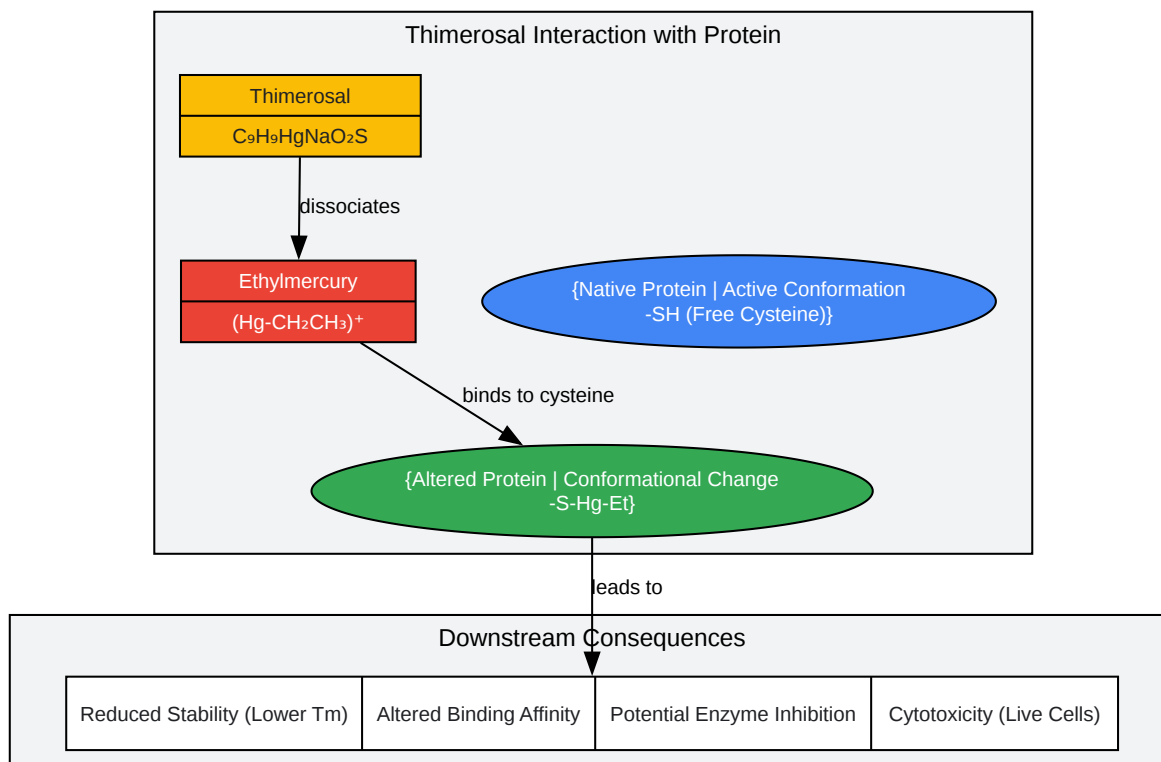 Thimerosal Interaction with Protein
Thimerosal
C₉H₉HgNaO₂S
dissociates
Ethylmercury
(Hg-CH₂CH₃)⁺
{Native Protein | Active Conformation
-SH (Free Cysteine)}
binds to cysteine
{Altered Protein | Conformational Change
-S-Hg-Et}
leads to
Downstream Consequences
Reduced Stability (Lower Tm)
Altered Binding Affinity
Potential Enzyme Inhibition
Cytotoxicity (Live Cells)